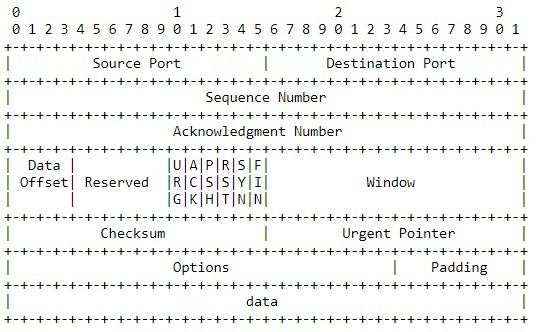 0                   1                   2                   3
 0 1 2 3 4 5 6 7 8 9 0 1 2 3 4 5 6 7 8 9 0 1 2 3 4 5 6 7 8 9 0 1
+-+-+-+-+-+-+-+-+-+-+-+-+-+-+-+-+-+-+-+-+-+-+-+-+-+-+-+-+-+-+-+-+
|          Source Port          |       Destination Port        |
+-+-+-+-+-+-+-+-+-+-+-+-+-+-+-+-+-+-+-+-+-+-+-+-+-+-+-+-+-+-+-+-+
|                        Sequence Number                        |
+-+-+-+-+-+-+-+-+-+-+-+-+-+-+-+-+-+-+-+-+-+-+-+-+-+-+-+-+-+-+-+-+
|                    Acknowledgment Number                      |
+-+-+-+-+-+-+-+-+-+-+-+-+-+-+-+-+-+-+-+-+-+-+-+-+-+-+-+-+-+-+-+-+
|  Data |           |U|A|P|R|S|F|                               |
| Offset| Reserved  |R|C|S|S|Y|I|            Window             |
|       |           |G|K|H|T|N|N|                               |
+-+-+-+-+-+-+-+-+-+-+-+-+-+-+-+-+-+-+-+-+-+-+-+-+-+-+-+-+-+-+-+-+
|           Checksum            |         Urgent Pointer        |
+-+-+-+-+-+-+-+-+-+-+-+-+-+-+-+-+-+-+-+-+-+-+-+-+-+-+-+-+-+-+-+-+
|                    Options                    |    Padding    |
+-+-+-+-+-+-+-+-+-+-+-+-+-+-+-+-+-+-+-+-+-+-+-+-+-+-+-+-+-+-+-+-+
|                             data                              |
+-+-+-+-+-+-+-+-+-+-+-+-+-+-+-+-+-+-+-+-+-+-+-+-+-+-+-+-+-+-+-+-+